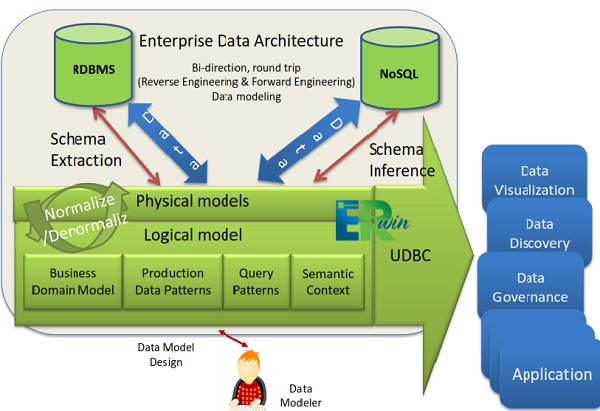 Enterprise Data Architecture
RDBMS
NoSQL
Bi-direction, round trip
(Reverse Engineering & Forward Engineering)
Data modeling
Data
Data
Schema
Extraction
Schema
Inference
Normalize
/Denormaliz
Physical models
Logical model
ERwin
UDBC
Business
Domain Model
Production
Data Patterns
Query
Patterns
Semantic
Context
Data
Visualization
Data
Discovery
Data
Governance
Application
Data Model
Design
Data
Modeler